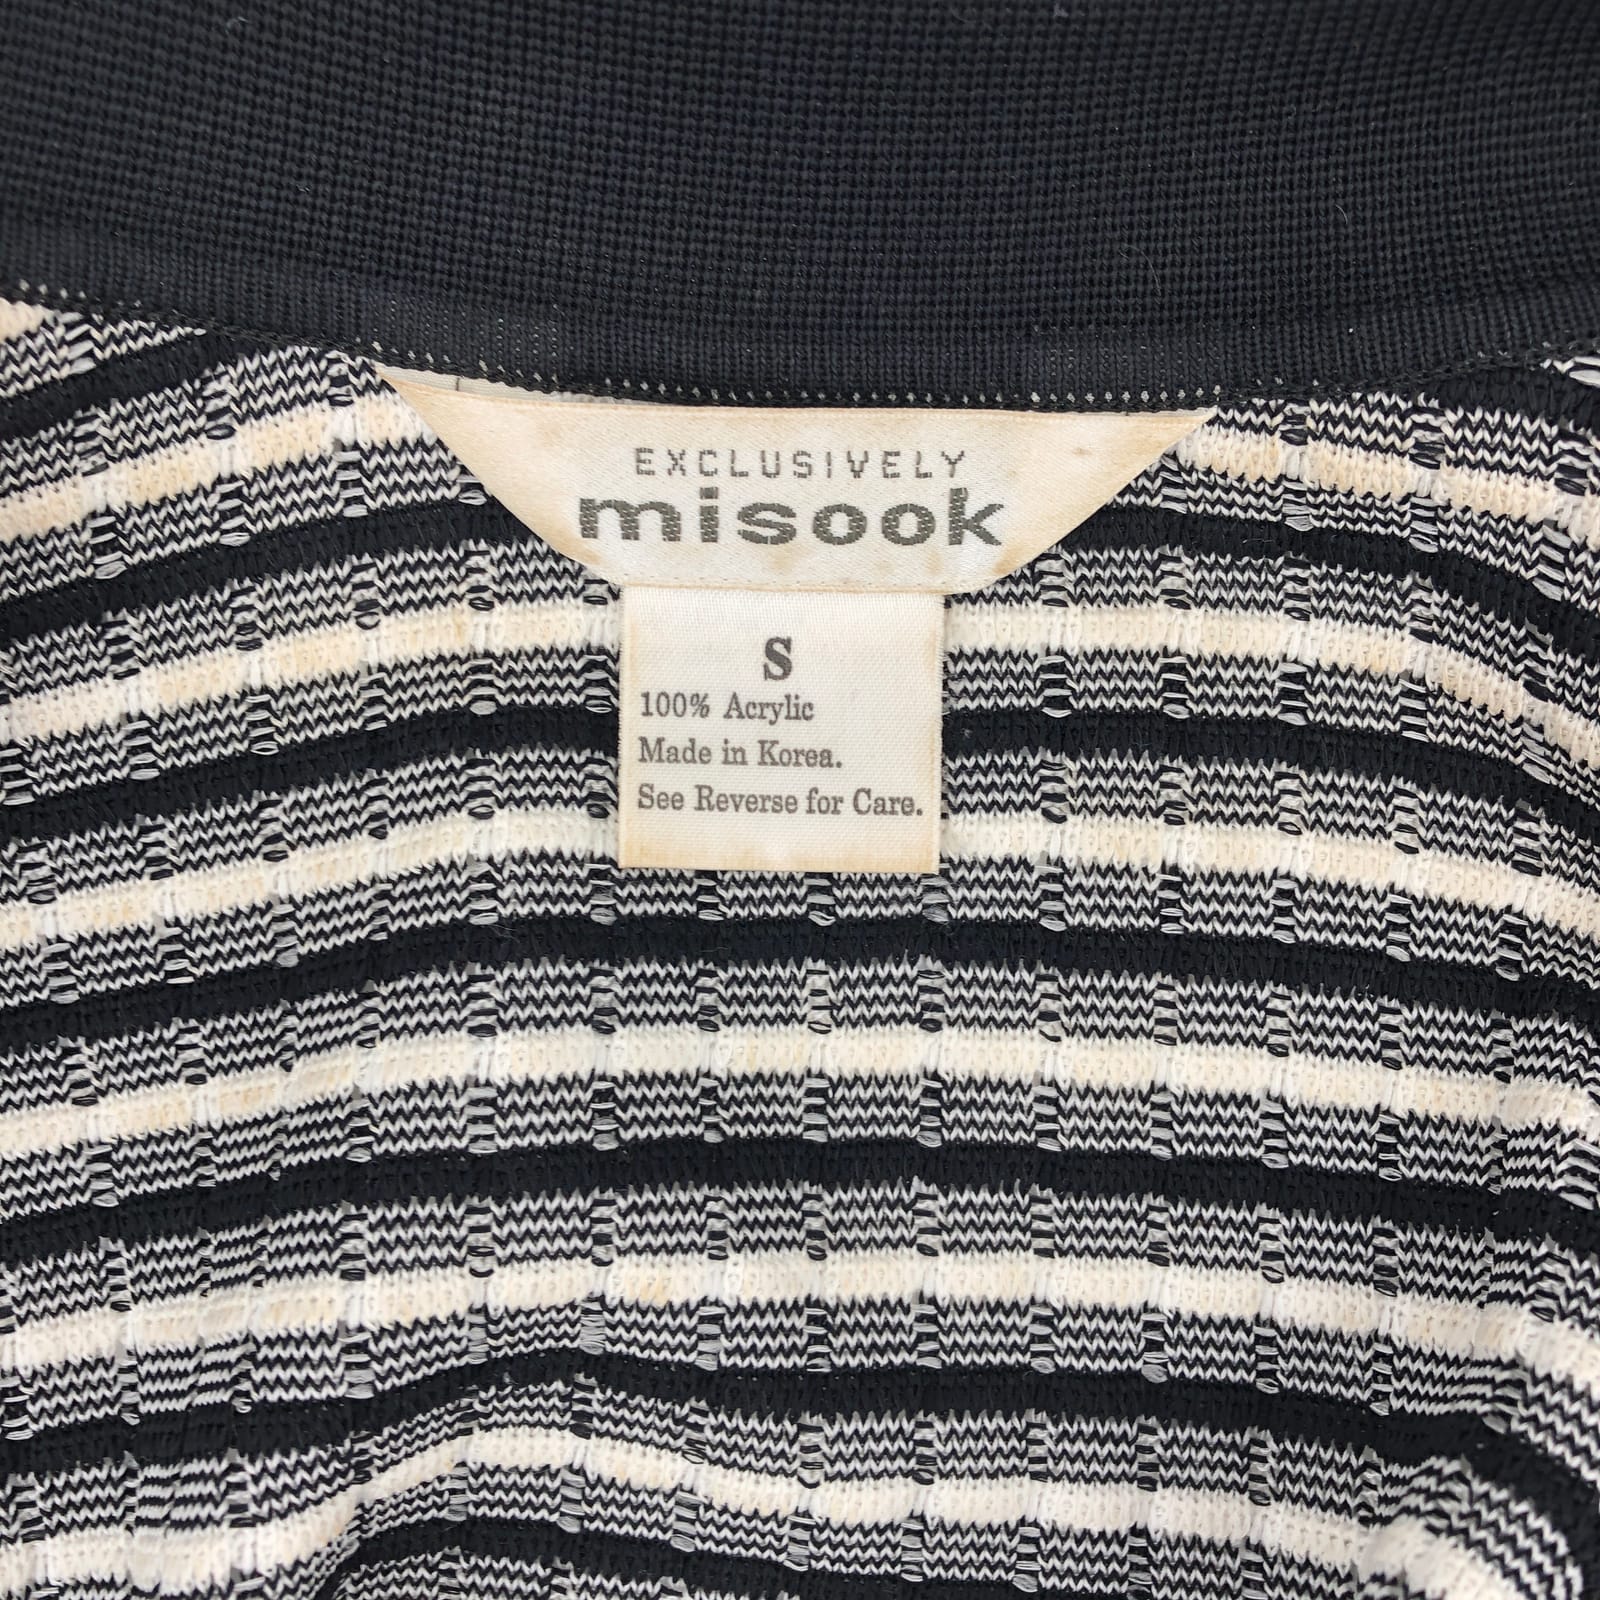 EXCLUSIVELY
misook
S
100% Acrylic
Made in Korea.
See Reverse for Care.